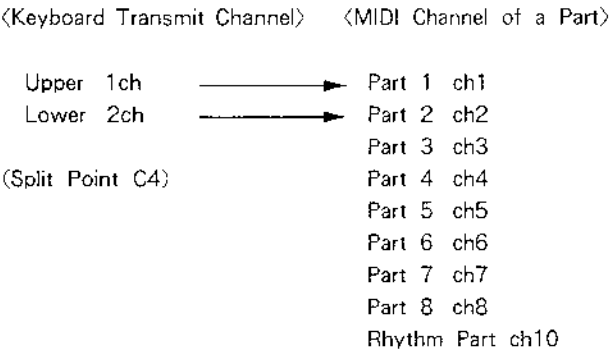 〈Keyboard Transmit Channel〉 〈MIDI Channel of a Part〉
Upper 1ch Part 1 ch1
Lower 2ch Part 2 ch2
Part 3 ch3
(Split Point C4) Part 4 ch4
Part 5 ch5
Part 6 ch6
Part 7 ch7
Part 8 ch8
Rhythm Part ch10